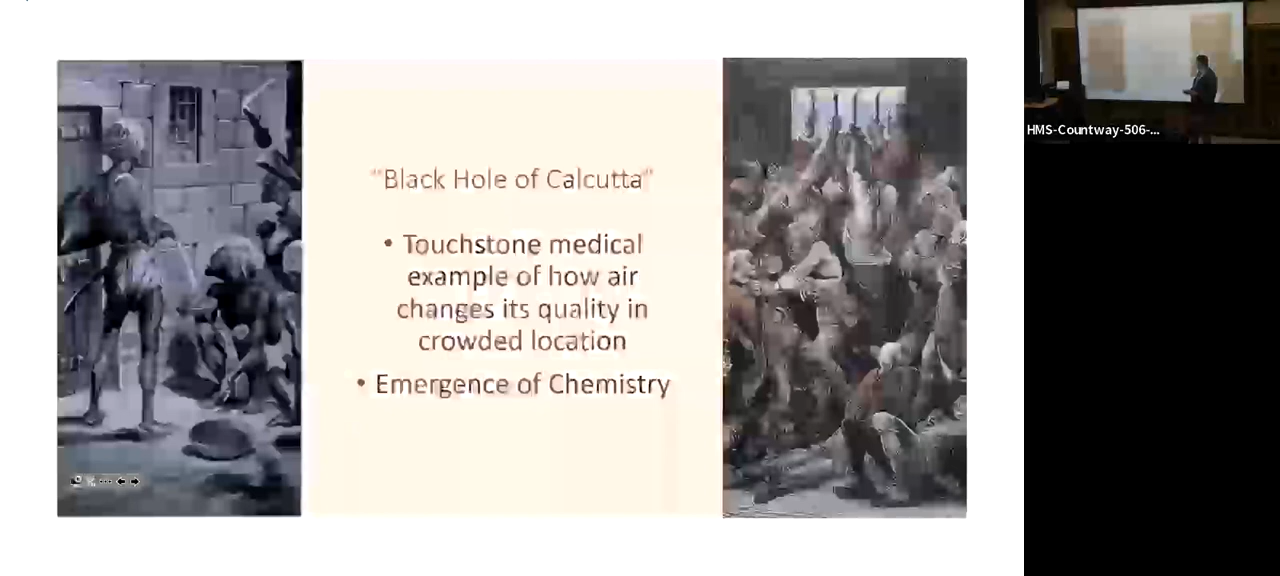 "Black Hole of Calcutta"
• Touchstone medical
example of how air
changes its quality in
crowded location
• Emergence of Chemistry
HMS-Countway-506-...